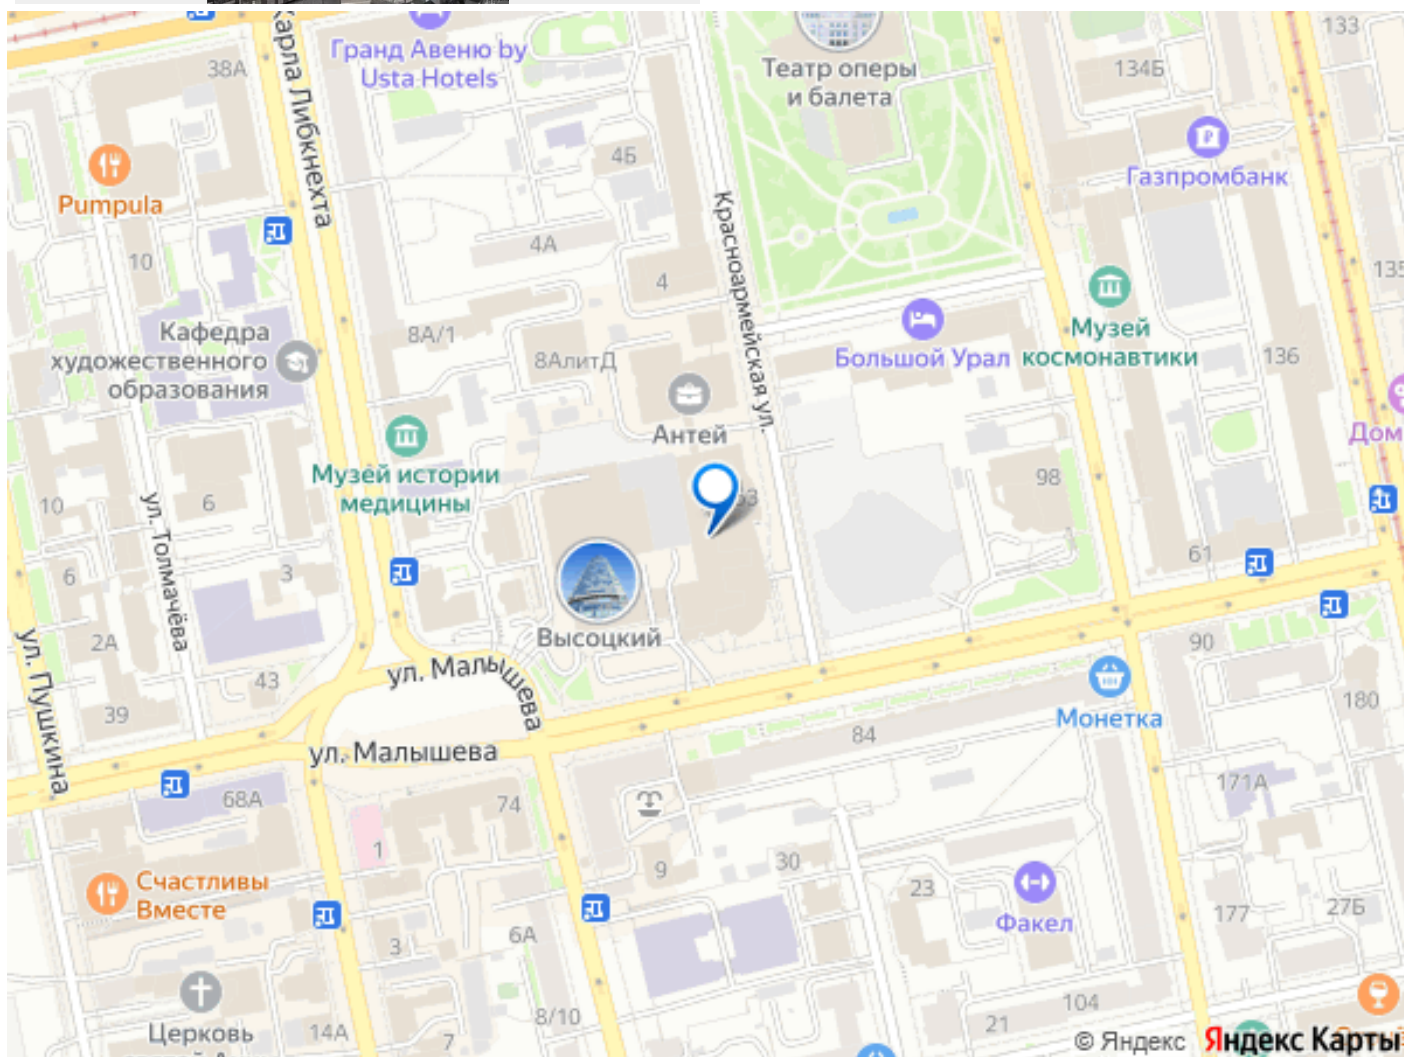 Карла Либкнехта
38А
Гранд Авеню by
Usta Hotels
Театр оперы
и балета
134Б
133
Газпромбанк
Pumpula
4Б
Красноармейская ул.
10
4А
4
135
Кафедра
художественного
образования
8А/1
8АлитД
Большой Урал
Музей
космонавтики
136
Антей
Дом
Музей истории
медицины
10
6
ул. Толмачёва
98
6
3
61
Высоцкий
2А
ул. Пушкина
43
39
ул. Малышева
90
180
Монетка
84
ул. Малышева
68А
74
171А
1
9
30
Счастливы
Вместе
23
Факел
177
27Б
3
6А
Церковь
14А
7
8/10
21
104
© Яндекс
Яндекс Карты